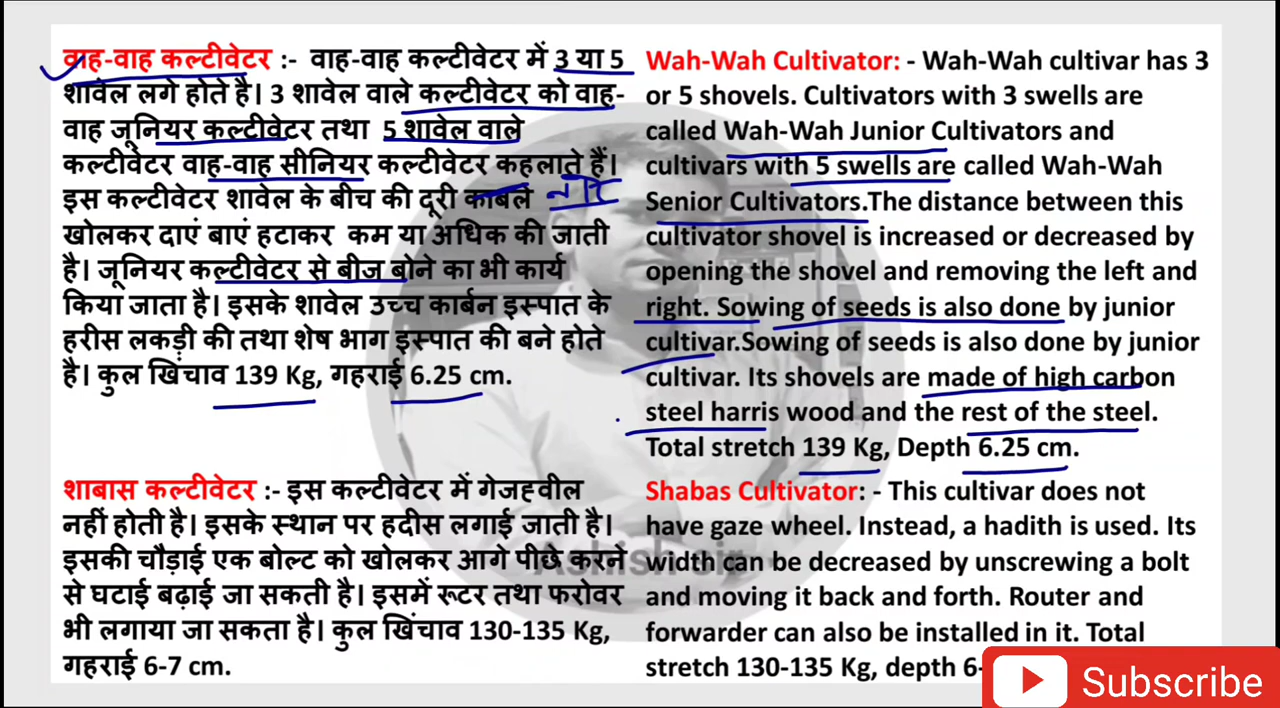 वाह-वाह कल्टीवेटर :- वाह-वाह कल्टीवेटर में 3 या 5
शावेल लगे होते है। 3 शावेल वाले कल्टीवेटर को वाह-
वाह जूनियर कल्टीवेटर तथा 5 शावेल वाले
कल्टीवेटर वाह-वाह सीनियर कल्टीवेटर कहलाते हैं।
इस कल्टीवेटर शावेल के बीच की दूरी काबले
खोलकर दाएं बाएं हटाकर कम या अधिक की जाती
है। जूनियर कल्टीवेटर से बीज बोने का भी कार्य
किया जाता है। इसके शावेल उच्च कार्बन इस्पात के
हरीस लकड़ी की तथा शेष भाग इस्पात की बने होते
है। कुल खिंचाव 139 Kg, गहराई 6.25 cm.
शाबास कल्टीवेटर :- इस कल्टीवेटर में गेजह्वील
नहीं होती है। इसके स्थान पर हदीस लगाई जाती है।
इसकी चौड़ाई एक बोल्ट को खोलकर आगे पीछे करने
से घटाई बढ़ाई जा सकती है। इसमें रूटर तथा फरोवर
भी लगाया जा सकता है। कुल खिंचाव 130-135 Kg,
गहराई 6-7 cm.
Wah-Wah Cultivator: - Wah-Wah cultivar has 3
or 5 shovels. Cultivators with 3 swells are
called Wah-Wah Junior Cultivators and
cultivars with 5 swells are called Wah-Wah
Senior Cultivators.The distance between this
cultivator shovel is increased or decreased by
opening the shovel and removing the left and
right. Sowing of seeds is also done by junior
cultivar.Sowing of seeds is also done by junior
cultivar. Its shovels are made of high carbon
steel harris wood and the rest of the steel.
Total stretch 139 Kg, Depth 6.25 cm.
Shabas Cultivator: - This cultivar does not
have gaze wheel. Instead, a hadith is used. Its
width can be decreased by unscrewing a bolt
and moving it back and forth. Router and
forwarder can also be installed in it. Total
stretch 130-135 Kg, depth 6-
Ashish sir
Subscribe